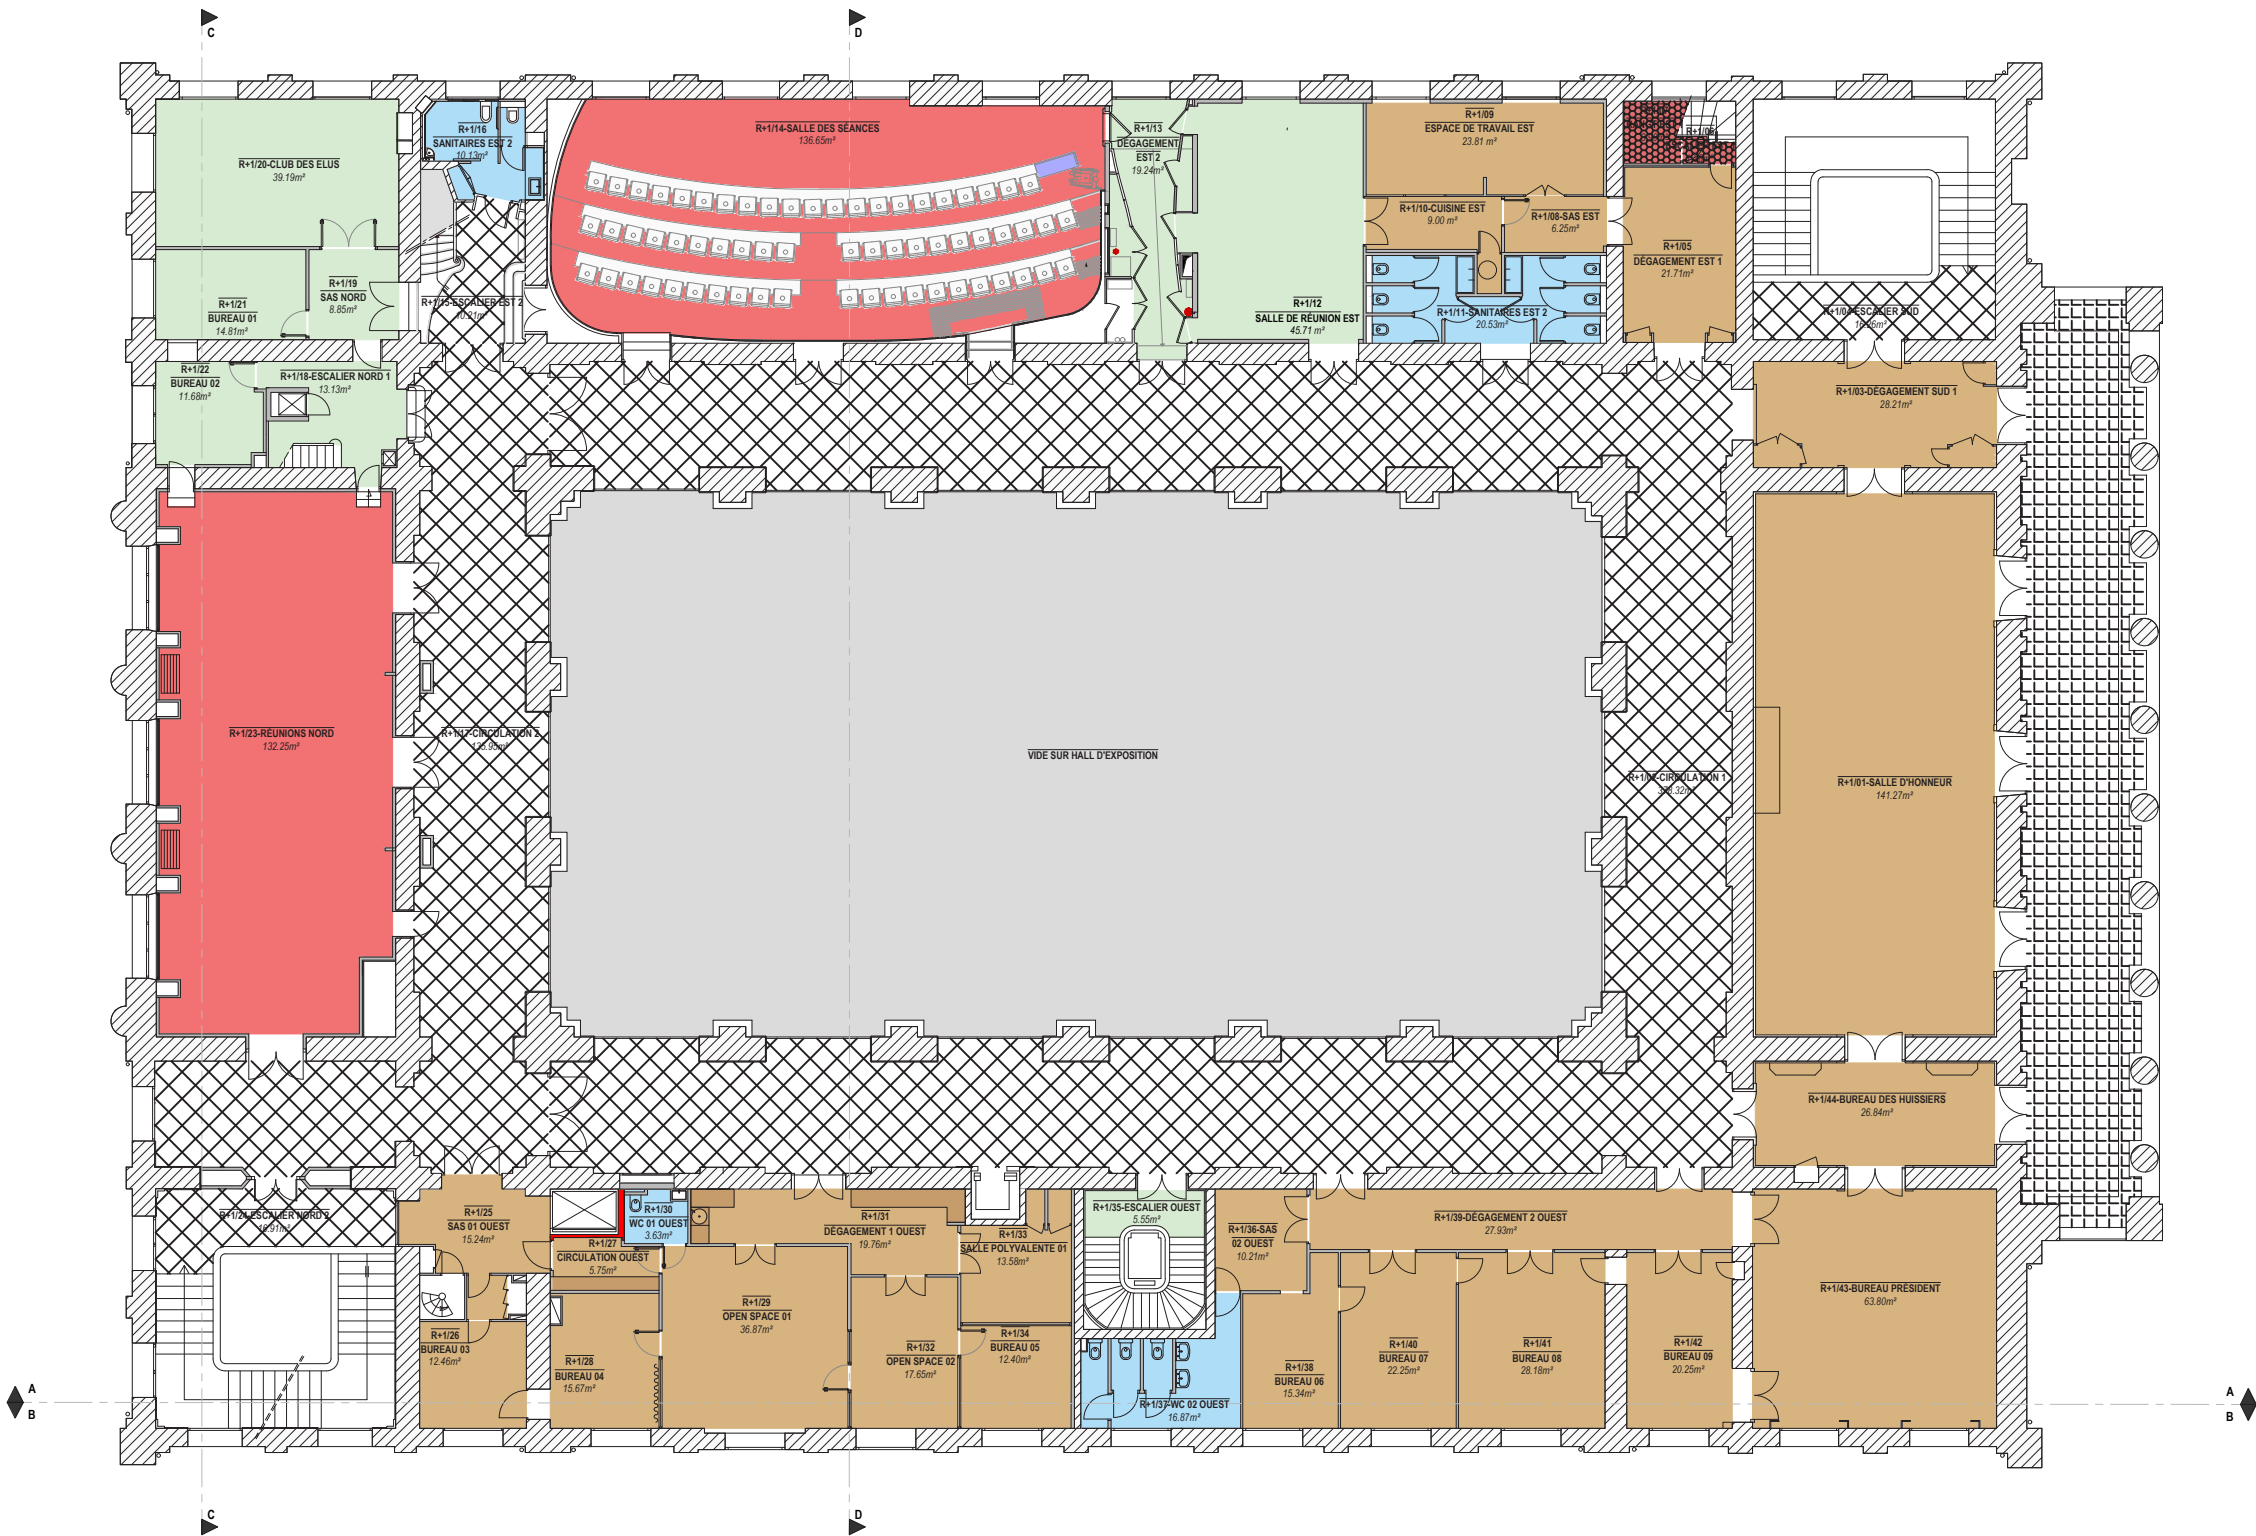 C
D
R+1/20-CLUB DES ELUS
39.19m²
R+1/16
SANITAIRES EST 2
10.13m²
R+1/14-SALLE DES SÉANCES
136.65m²
R+1/13
DÉGAGEMENT
EST 2
19.24m²
R+1/09
ESPACE DE TRAVAIL EST
23.81 m²
R+1/10-CUISINE EST
9.00 m²
R+1/08-SAS EST
6.25m²
R+1/05
DÉGAGEMENT EST 1
21.71m²
R+1/21
BUREAU 01
14.81m²
R+1/19
SAS NORD
8.85m²
R+1/15-ESCALIER EST 2
10.21m²
R+1/12
SALLE DE RÉUNION EST
45.71 m²
R+1/11-SANITAIRES EST 2
20.53m²
R+1/04-ESCALIER SUD
R+1/22
BUREAU 02
11.68m²
R+1/18-ESCALIER NORD 1
13.13m²
R+1/03-DÉGAGEMENT SUD 1
28.21m²
R+1/23-RÉUNIONS NORD
132.25m²
R+1/17-CIRCULATION 2
135.95m²
VIDE SUR HALL D'EXPOSITION
R+1/02-CIRCULATION 1
R+1/01-SALLE D'HONNEUR
141.27m²
R+1/44-BUREAU DES HUISSIERS
26.84m²
R+1/24-ESCALIER NORD 2
R+1/25
SAS 01 OUEST
15.24m²
R+1/27
CIRCULATION OUEST
5.75m²
R+1/30
WC 01 OUEST
3.63m²
R+1/31
DÉGAGEMENT 1 OUEST
19.76m²
R+1/33
SALLE POLYVALENTE 01
13.58m²
R+1/35-ESCALIER OUEST
5.55m²
R+1/36-SAS
02 OUEST
10.21m²
R+1/39-DÉGAGEMENT 2 OUEST
27.93m²
R+1/43-BUREAU PRÉSIDENT
63.80m²
R+1/26
BUREAU 03
12.46m²
R+1/28
BUREAU 04
15.67m²
R+1/29
OPEN SPACE 01
36.87m²
R+1/32
OPEN SPACE 02
17.65m²
R+1/34
BUREAU 05
12.40m²
R+1/37-WC 02 OUEST
16.87m²
R+1/38
BUREAU 06
15.34m²
R+1/40
BUREAU 07
22.25m²
R+1/41
BUREAU 08
28.18m²
R+1/42
BUREAU 09
20.25m²
A
B
A
B
C
D